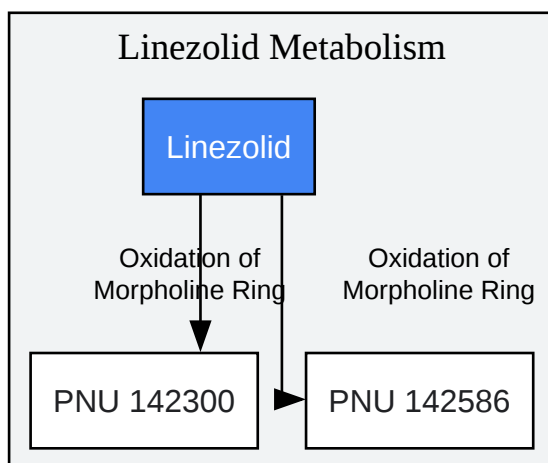 Linezolid Metabolism
Linezolid
Oxidation of
Morpholine Ring
Oxidation of
Morpholine Ring
PNU 142300
PNU 142586